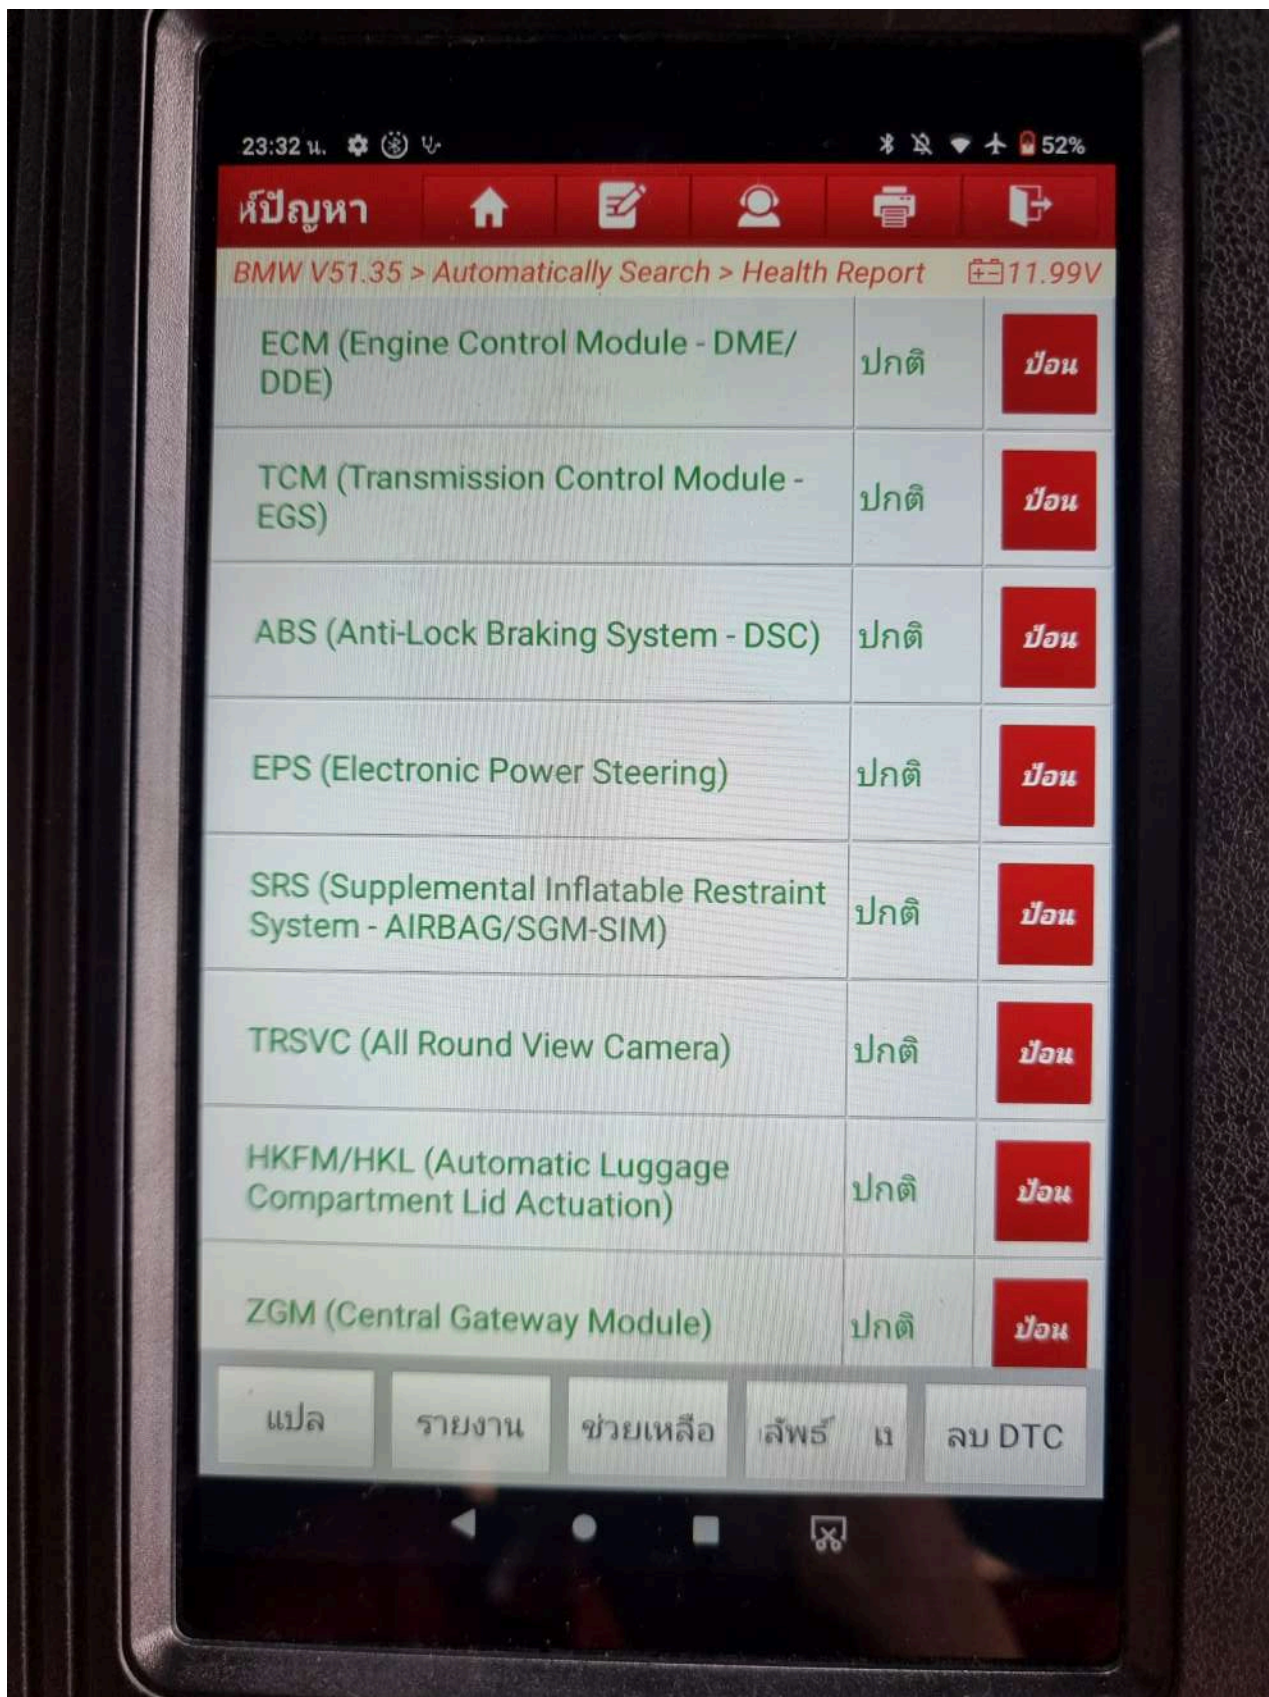 23:32 น. 52%
ห์ปัญหา
BMW V51.35 > Automatically Search > Health Report 11.99V
ECM (Engine Control Module - DME/
DDE) ปกติ ป้อน
TCM (Transmission Control Module -
EGS) ปกติ ป้อน
ABS (Anti-Lock Braking System - DSC) ปกติ ป้อน
EPS (Electronic Power Steering) ปกติ ป้อน
SRS (Supplemental Inflatable Restraint
System - AIRBAG/SGM-SIM) ปกติ ป้อน
TRSVC (All Round View Camera) ปกติ ป้อน
HKFM/HKL (Automatic Luggage
Compartment Lid Actuation) ปกติ ป้อน
ZGM (Central Gateway Module) ปกติ ป้อน
แปล รายงาน ช่วยเหลือ ลัพธ์ แ ลบ DTC